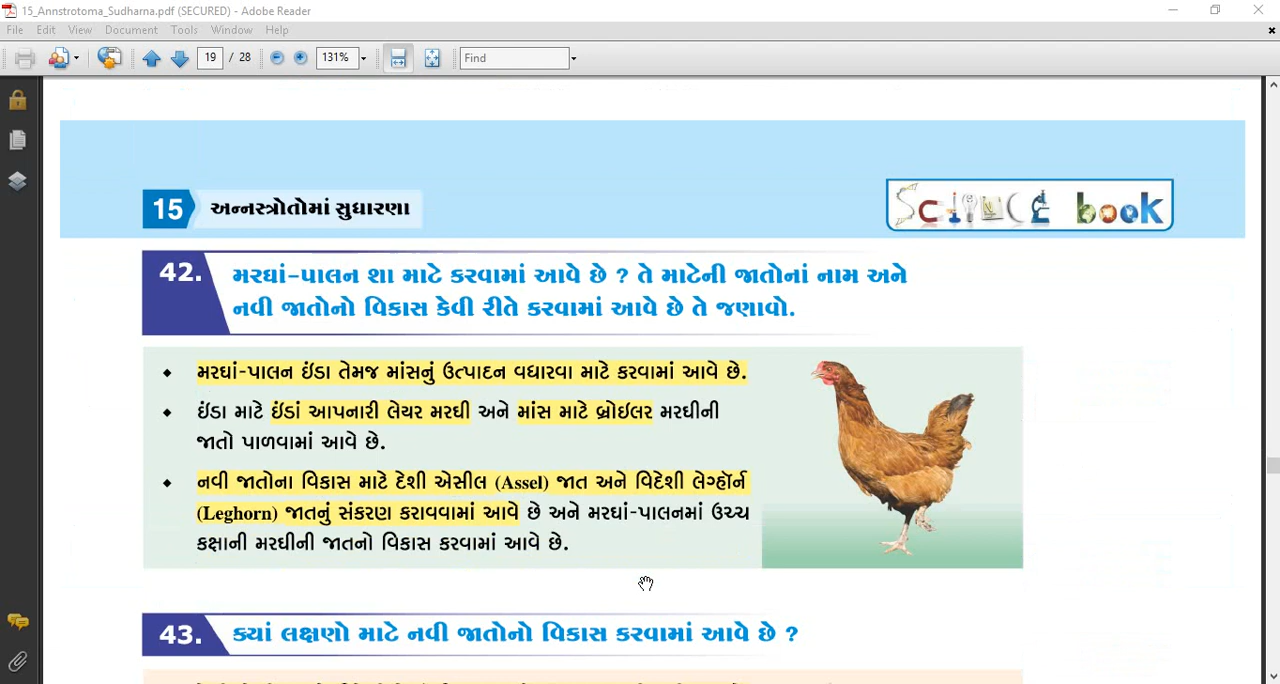 15_Annstrotoma_Sudharna.pdf (SECURED) - Adobe Reader
File Edit View Document Tools Window Help
19 / 28 131% Find
15 અન્નસ્ત્રોતોમાં સુધારણા
Science book
42. મરઘાં-પાલન શા માટે કરવામાં આવે છે ? તે માટેની જાતોનાં નામ અને
નવી જાતોનો વિકાસ કેવી રીતે કરવામાં આવે છે તે જણાવો.
◆ મરઘાં-પાલન ઈંડા તેમજ માંસનું ઉત્પાદન વધારવા માટે કરવામાં આવે છે.
◆ ઈંડા માટે ઈંડાં આપનારી લેયર મરઘી અને માંસ માટે બ્રોઈલર મરઘીની
જાતો પાળવામાં આવે છે.
◆ નવી જાતોના વિકાસ માટે દેશી એસીલ (Assel) જાત અને વિદેશી લેગ્હૉર્ન
(Leghorn) જાતનું સંકરણ કરાવવામાં આવે છે અને મરઘાં-પાલનમાં ઉચ્ચ
કક્ષાની મરઘીની જાતનો વિકાસ કરવામાં આવે છે.
43. ક્યાં લક્ષણો માટે નવી જાતોનો વિકાસ કરવામાં આવે છે ?